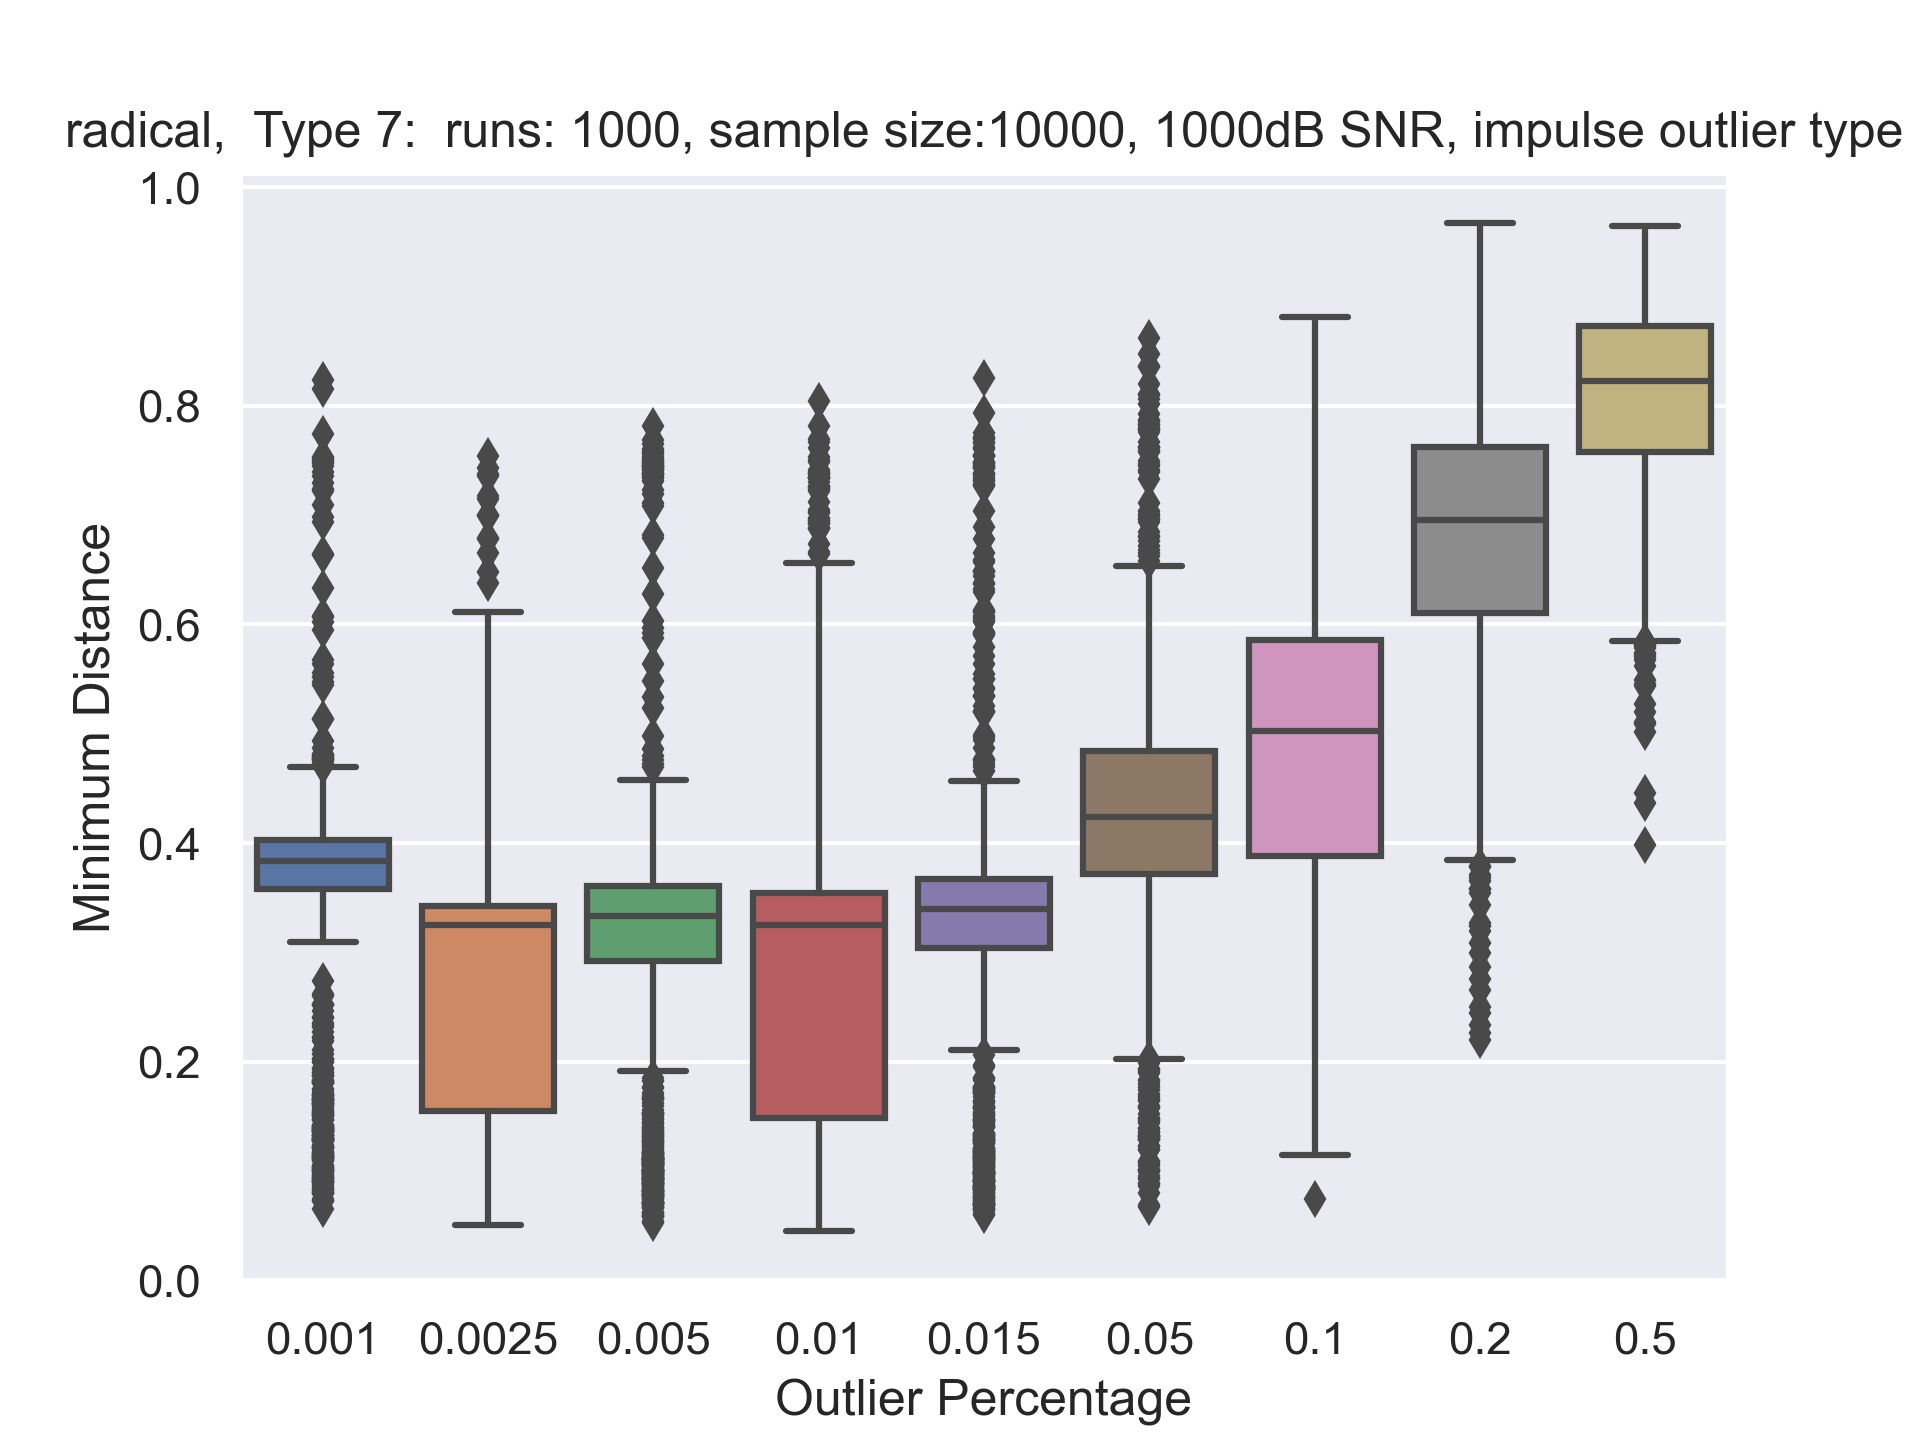 radical,  Type 7:  runs: 1000, sample size:10000, 1000dB SNR, impulse outlier type
1.0
0.8
0.6
0.4
0.2
0.0
Minimum Distance
0.001 0.0025 0.005 0.01 0.015 0.05 0.1 0.2 0.5
Outlier Percentage